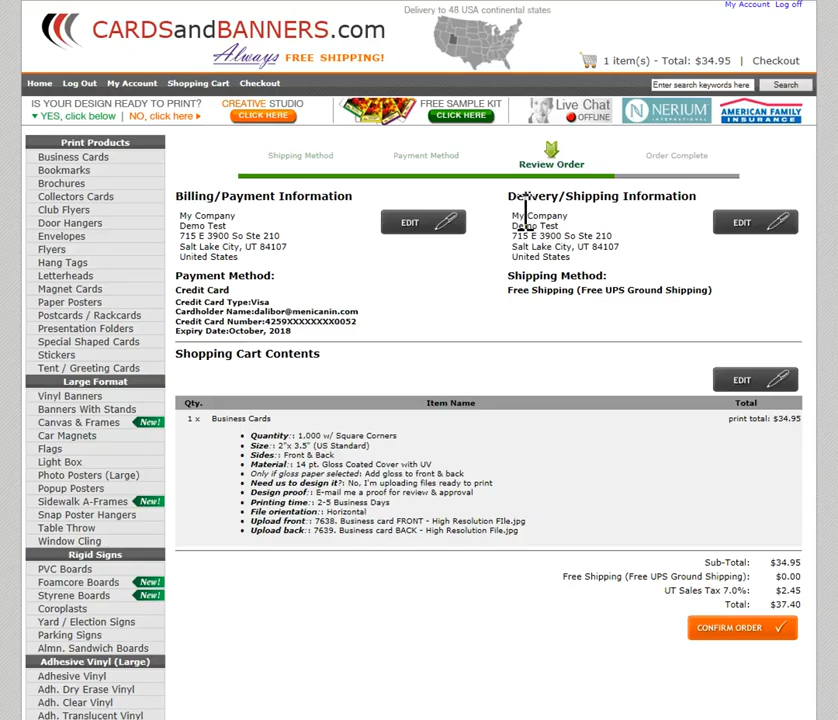 Delivery to 48 USA continental states
My Account Log off
CARDSandBANNERS.com
Always FREE SHIPPING!
1 item(s) - Total: $34.95 | Checkout
Home Log Out My Account Shopping Cart Checkout
Enter search keywords here Search
IS YOUR DESIGN READY TO PRINT?
YES, click below NO, click here
CREATIVE STUDIO
CLICK HERE
FREE SAMPLE KIT
CLICK HERE
Live Chat
OFFLINE
N NERIUM
INTERNATIONAL
AMERICAN FAMILY
INSURANCE
Print Products
Business Cards
Bookmarks
Brochures
Collectors Cards
Club Flyers
Door Hangers
Envelopes
Flyers
Hang Tags
Letterheads
Magnet Cards
Paper Posters
Postcards / Rackcards
Presentation Folders
Special Shaped Cards
Stickers
Tent / Greeting Cards
Large Format
Vinyl Banners
Banners With Stands
Canvas & Frames New!
Car Magnets
Flags
Light Box
Photo Posters (Large)
Popup Posters
Sidewalk A-Frames New!
Snap Poster Hangers
Table Throw
Window Cling
Rigid Signs
PVC Boards
Foamcore Boards New!
Styrene Boards New!
Coroplasts
Yard / Election Signs
Parking Signs
Almn. Sandwich Boards
Adhesive Vinyl (Large)
Adhesive Vinyl
Adh. Dry Erase Vinyl
Adh. Clear Vinyl
Adh. Translucent Vinyl
Shipping Method Payment Method Review Order Order Complete
Billing/Payment Information
My Company
Demo Test
715 E 3900 So Ste 210
Salt Lake City, UT 84107
United States
EDIT
Payment Method:
Credit Card
Credit Card Type:Visa
Cardholder Name:dalibor@menicanin.com
Credit Card Number:4259XXXXXXXX0052
Expiry Date:October, 2018
Delivery/Shipping Information
My Company
Demo Test
715 E 3900 So Ste 210
Salt Lake City, UT 84107
United States
EDIT
Shipping Method:
Free Shipping (Free UPS Ground Shipping)
Shopping Cart Contents
EDIT
Qty. Item Name Total
1 x Business Cards print total: $34.95
Quantity:: 1,000 w/ Square Corners
Size:: 2"x 3.5" (US Standard)
Sides:: Front & Back
Material:: 14 pt. Gloss Coated Cover with UV
Only if gloss paper selected: Add gloss to front & back
Need us to design it?: No, I'm uploading files ready to print
Design proof:: E-mail me a proof for review & approval
Printing time:: 2-5 Business Days
File orientation:: Horizontal
Upload front:: 7638. Business card FRONT - High Resolution FIle.jpg
Upload back:: 7639. Business card BACK - High Resolution FIle.jpg
Sub-Total: $34.95
Free Shipping (Free UPS Ground Shipping): $0.00
UT Sales Tax 7.0%: $2.45
Total: $37.40
CONFIRM ORDER